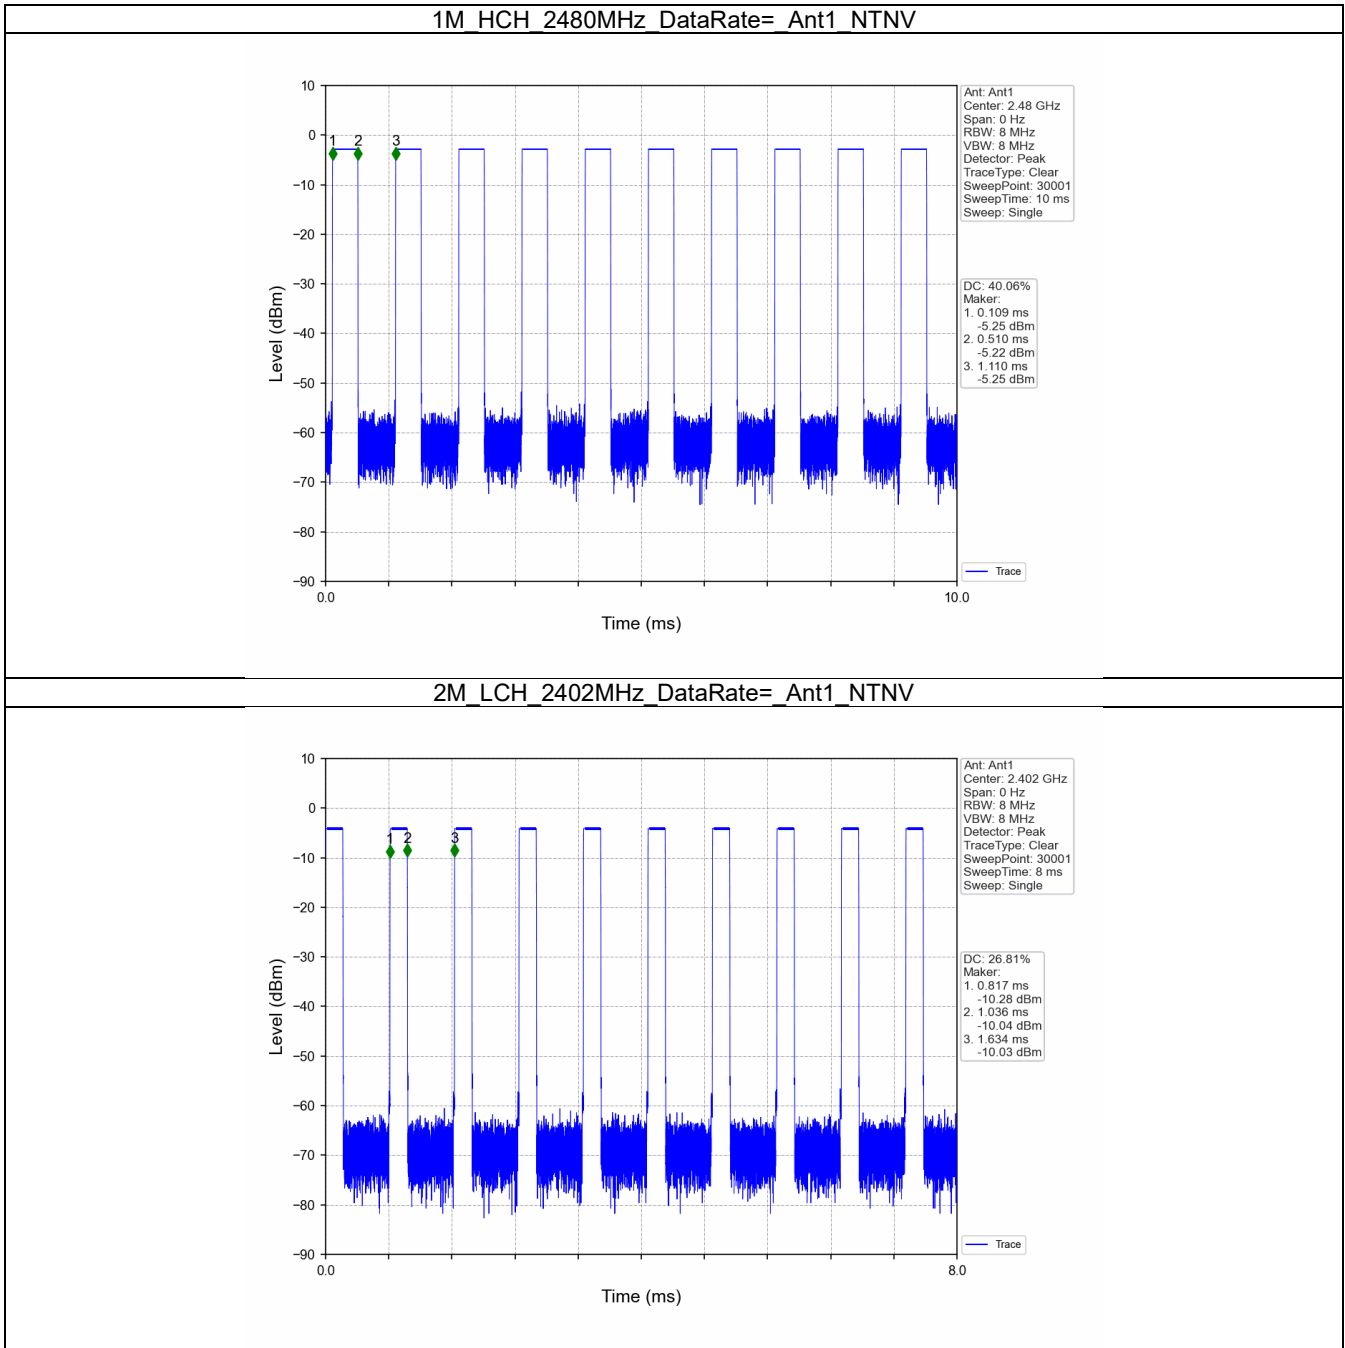 1M_HCH_2480MHz_DataRate=_Ant1_NTNV
10
0
−10
−20
−30
−40
−50
−60
−70
−80
−90
Level (dBm)
1 2 3
0.0 10.0
Time (ms)
Ant: Ant1
Center: 2.48 GHz
Span: 0 Hz
RBW: 8 MHz
VBW: 8 MHz
Detector: Peak
TraceType: Clear
SweepPoint: 30001
SweepTime: 10 ms
Sweep: Single
DC: 40.06%
Maker:
1. 0.109 ms
-5.25 dBm
2. 0.510 ms
-5.22 dBm
3. 1.110 ms
-5.25 dBm
Trace
2M_LCH_2402MHz_DataRate=_Ant1_NTNV
10
0
−10
−20
−30
−40
−50
−60
−70
−80
−90
Level (dBm)
1 2 3
0.0 8.0
Time (ms)
Ant: Ant1
Center: 2.402 GHz
Span: 0 Hz
RBW: 8 MHz
VBW: 8 MHz
Detector: Peak
TraceType: Clear
SweepPoint: 30001
SweepTime: 8 ms
Sweep: Single
DC: 26.81%
Maker:
1. 0.817 ms
-10.28 dBm
2. 1.036 ms
-10.04 dBm
3. 1.634 ms
-10.03 dBm
Trace